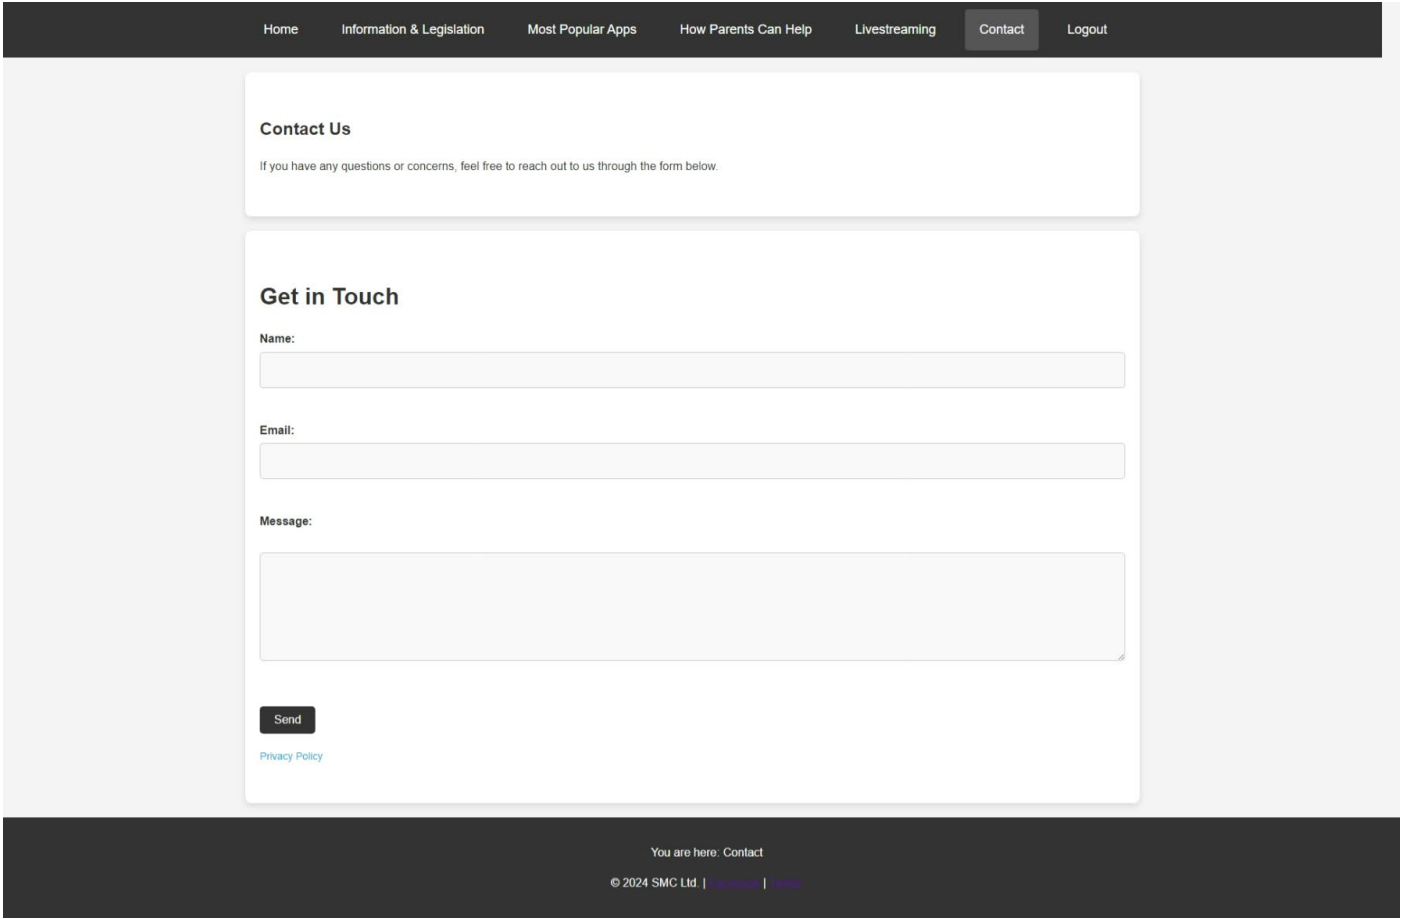 Home Information & Legislation Most Popular Apps How Parents Can Help Livestreaming Contact Logout
Contact Us
If you have any questions or concerns, feel free to reach out to us through the form below.
Get in Touch
Name:
Email:
Message:
Send
Privacy Policy
You are here: Contact
© 2024 SMC Ltd. | |